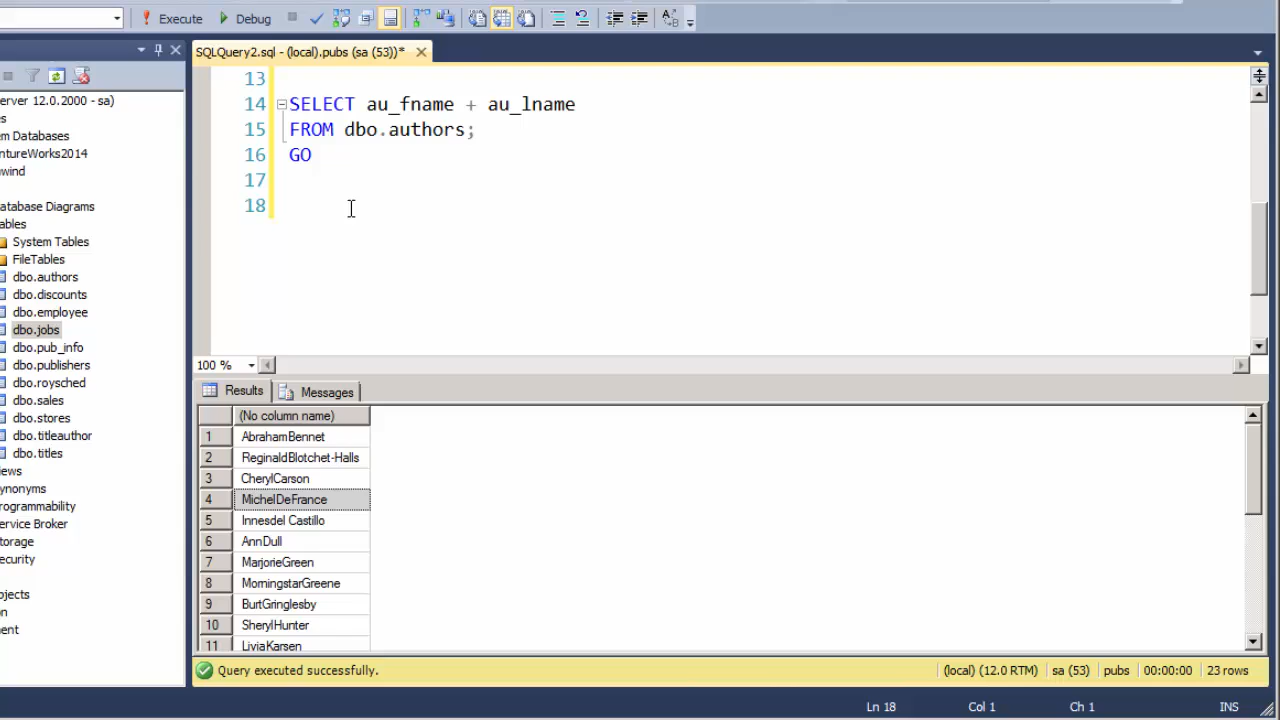 Execute
Debug
SQLQuery2.sql - (local).pubs (sa (53))*
erver 12.0.2000 - sa)
es
em Databases
entureWorks2014
wind
atabase Diagrams
ables
System Tables
FileTables
dbo.authors
dbo.discounts
dbo.employee
dbo.jobs
dbo.pub_info
dbo.publishers
dbo.roysched
dbo.sales
dbo.stores
dbo.titleauthor
dbo.titles
iews
ynonyms
rogrammability
ervice Broker
torage
ecurity
bjects
on
ment
13
14 SELECT au_fname + au_lname
15 FROM dbo.authors;
16 GO
17
18
100 %
Results Messages
(No column name)
1 AbrahamBennet
2 ReginaldBlotchet-Halls
3 CherylCarson
4 MichelDeFrance
5 Innesdel Castillo
6 AnnDull
7 MarjorieGreen
8 MorningstarGreene
9 BurtGringlesby
10 SherylHunter
11 LiviaKarsen
Query executed successfully. (local) (12.0 RTM) sa (53) pubs 00:00:00 23 rows
Ln 18 Col 1 Ch 1 INS